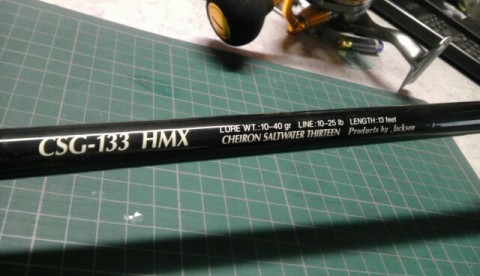 CSG-133 HMX
LURE WT.:10-40 gr LINE:10-25 lb LENGTH:13 feet
CHEIRON SALTWATER THIRTEEN Products by Jackson